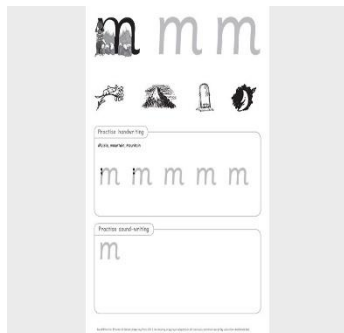 m m m
Practise handwriting
m m m m m
Practise sound-writing
m